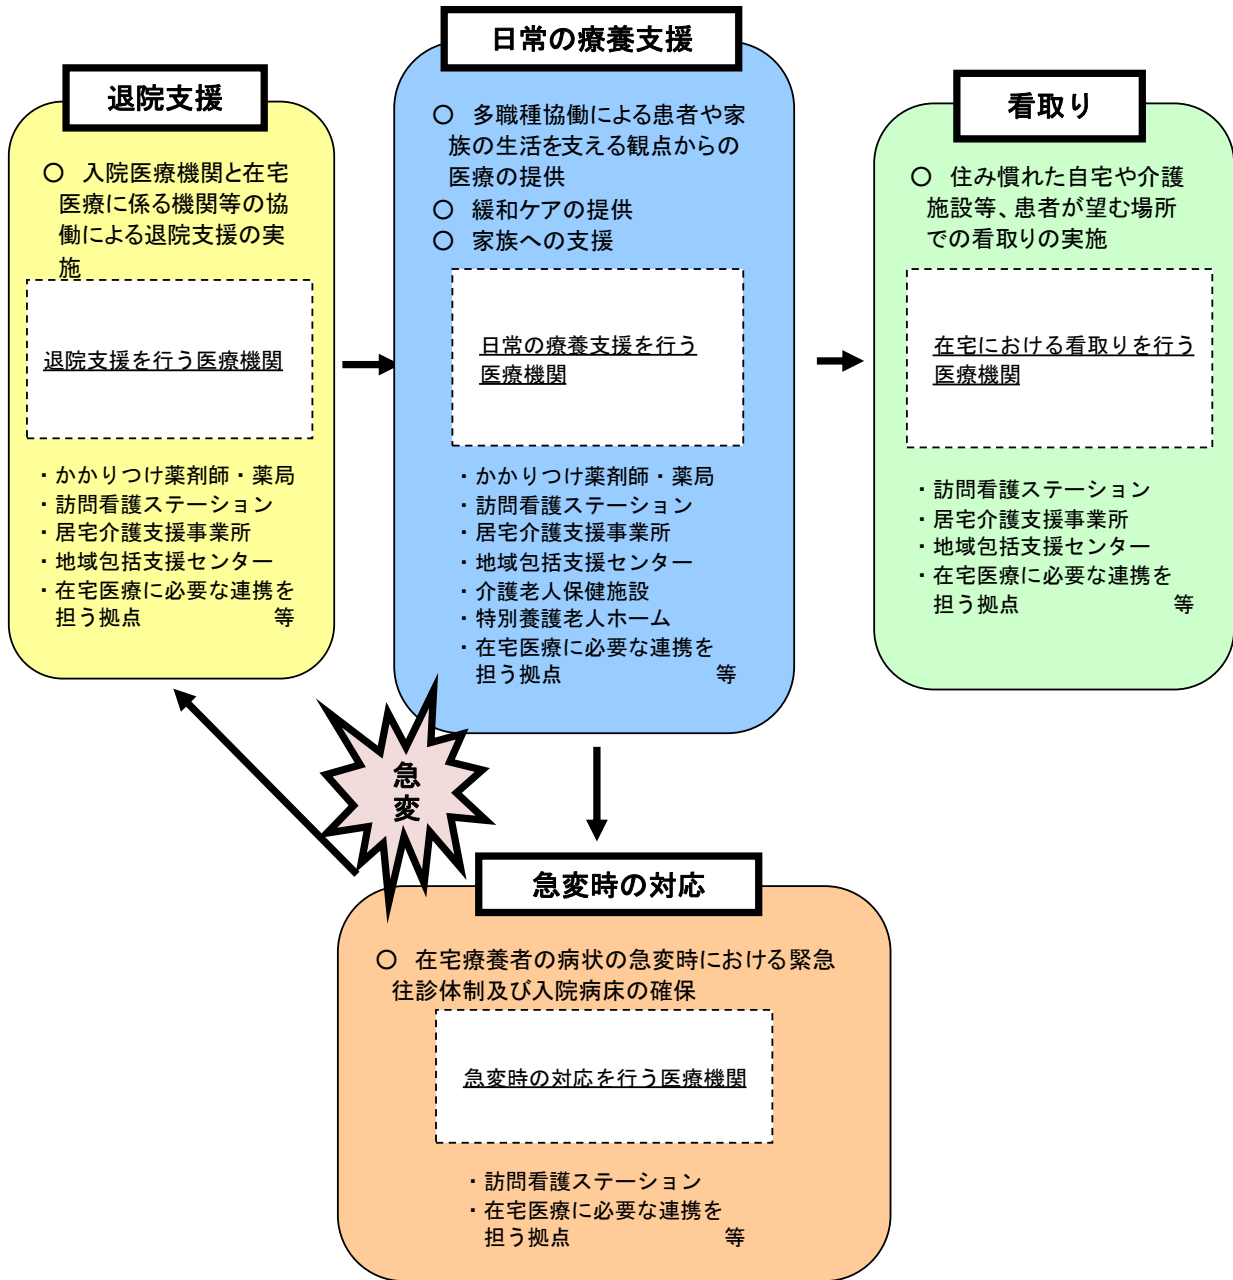 退院支援
○ 入院医療機関と在宅
医療に係る機関等の協
働による退院支援の実
施
退院支援を行う医療機関
・かかりつけ薬剤師・薬局
・訪問看護ステーション
・居宅介護支援事業所
・地域包括支援センター
・在宅医療に必要な連携を
担う拠点 等
日常の療養支援
○ 多職種協働による患者や家
族の生活を支える観点からの
医療の提供
○ 緩和ケアの提供
○ 家族への支援
日常の療養支援を行う
医療機関
・かかりつけ薬剤師・薬局
・訪問看護ステーション
・居宅介護支援事業所
・地域包括支援センター
・介護老人保健施設
・特別養護老人ホーム
・在宅医療に必要な連携を
担う拠点 等
看取り
○ 住み慣れた自宅や介護
施設等、患者が望む場所
での看取りの実施
在宅における看取りを行う
医療機関
・訪問看護ステーション
・居宅介護支援事業所
・地域包括支援センター
・在宅医療に必要な連携を
担う拠点 等
急
変
急変時の対応
○ 在宅療養者の病状の急変時における緊急
往診体制及び入院病床の確保
急変時の対応を行う医療機関
・訪問看護ステーション
・在宅医療に必要な連携を
担う拠点 等